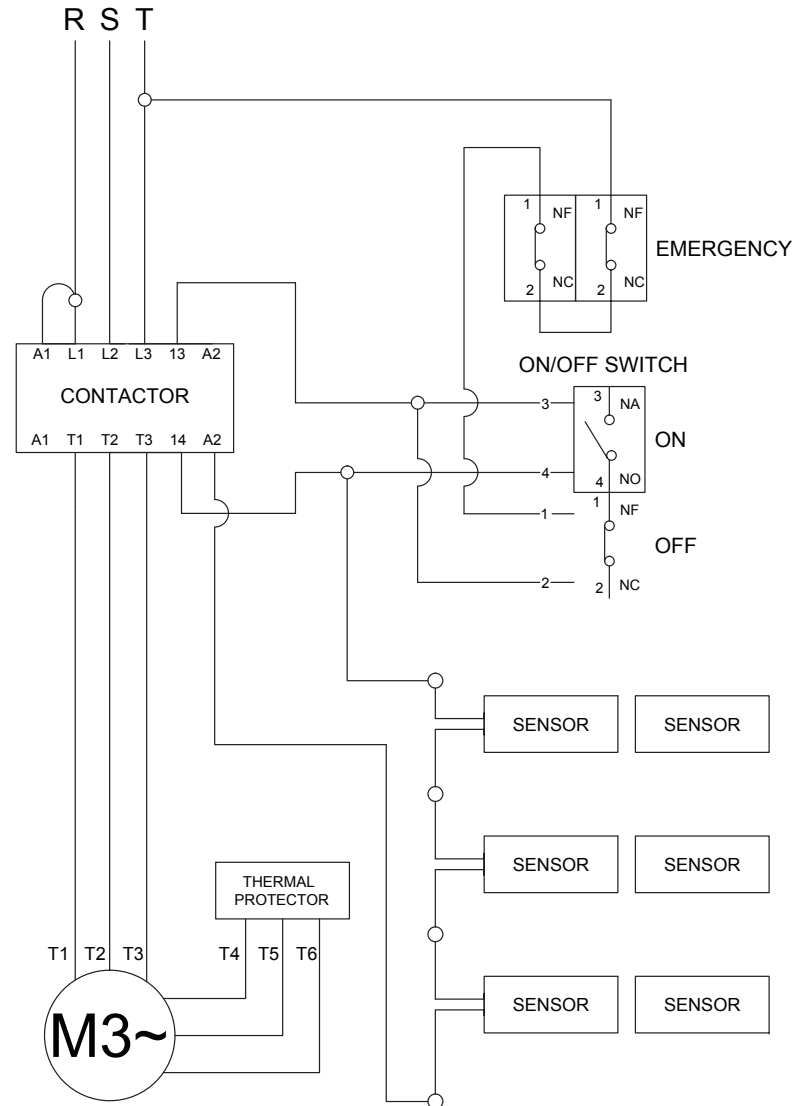 R S T
1 NF 1 NF
EMERGENCY
2 NC 2 NC
A1 L1 L2 L3 13 A2
ON/OFF SWITCH
CONTACTOR
3 3 NA
ON
A1 T1 T2 T3 14 A2
4 4 NO
1 1 NF
OFF
2 2 NC
SENSOR SENSOR
SENSOR SENSOR
THERMAL
PROTECTOR
T1 T2 T3 T4 T5 T6
SENSOR SENSOR
M3~